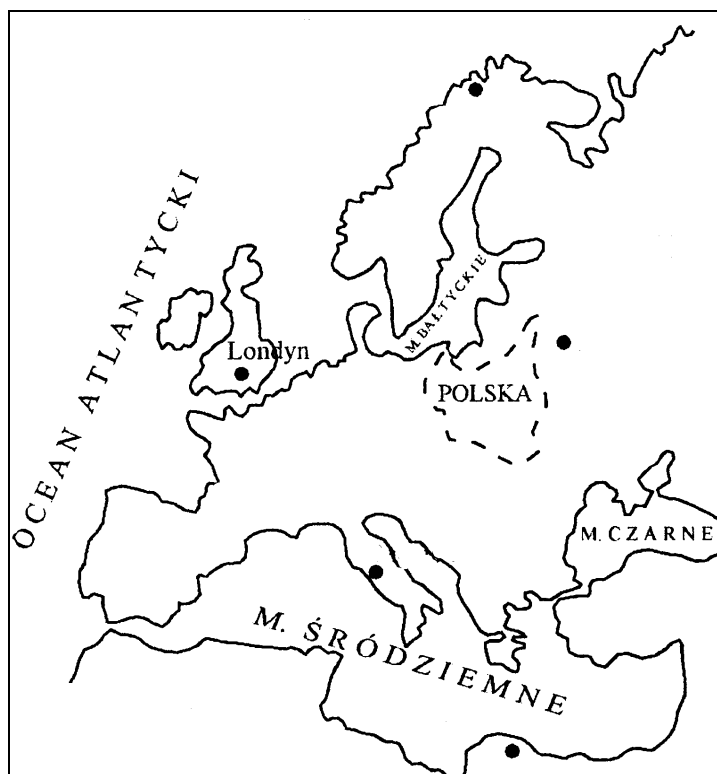 OCEAN ATLANTYCKI
M. BAŁTYCKIE
Londyn
POLSKA
M. CZARNE
M. ŚRÓDZIEMNE